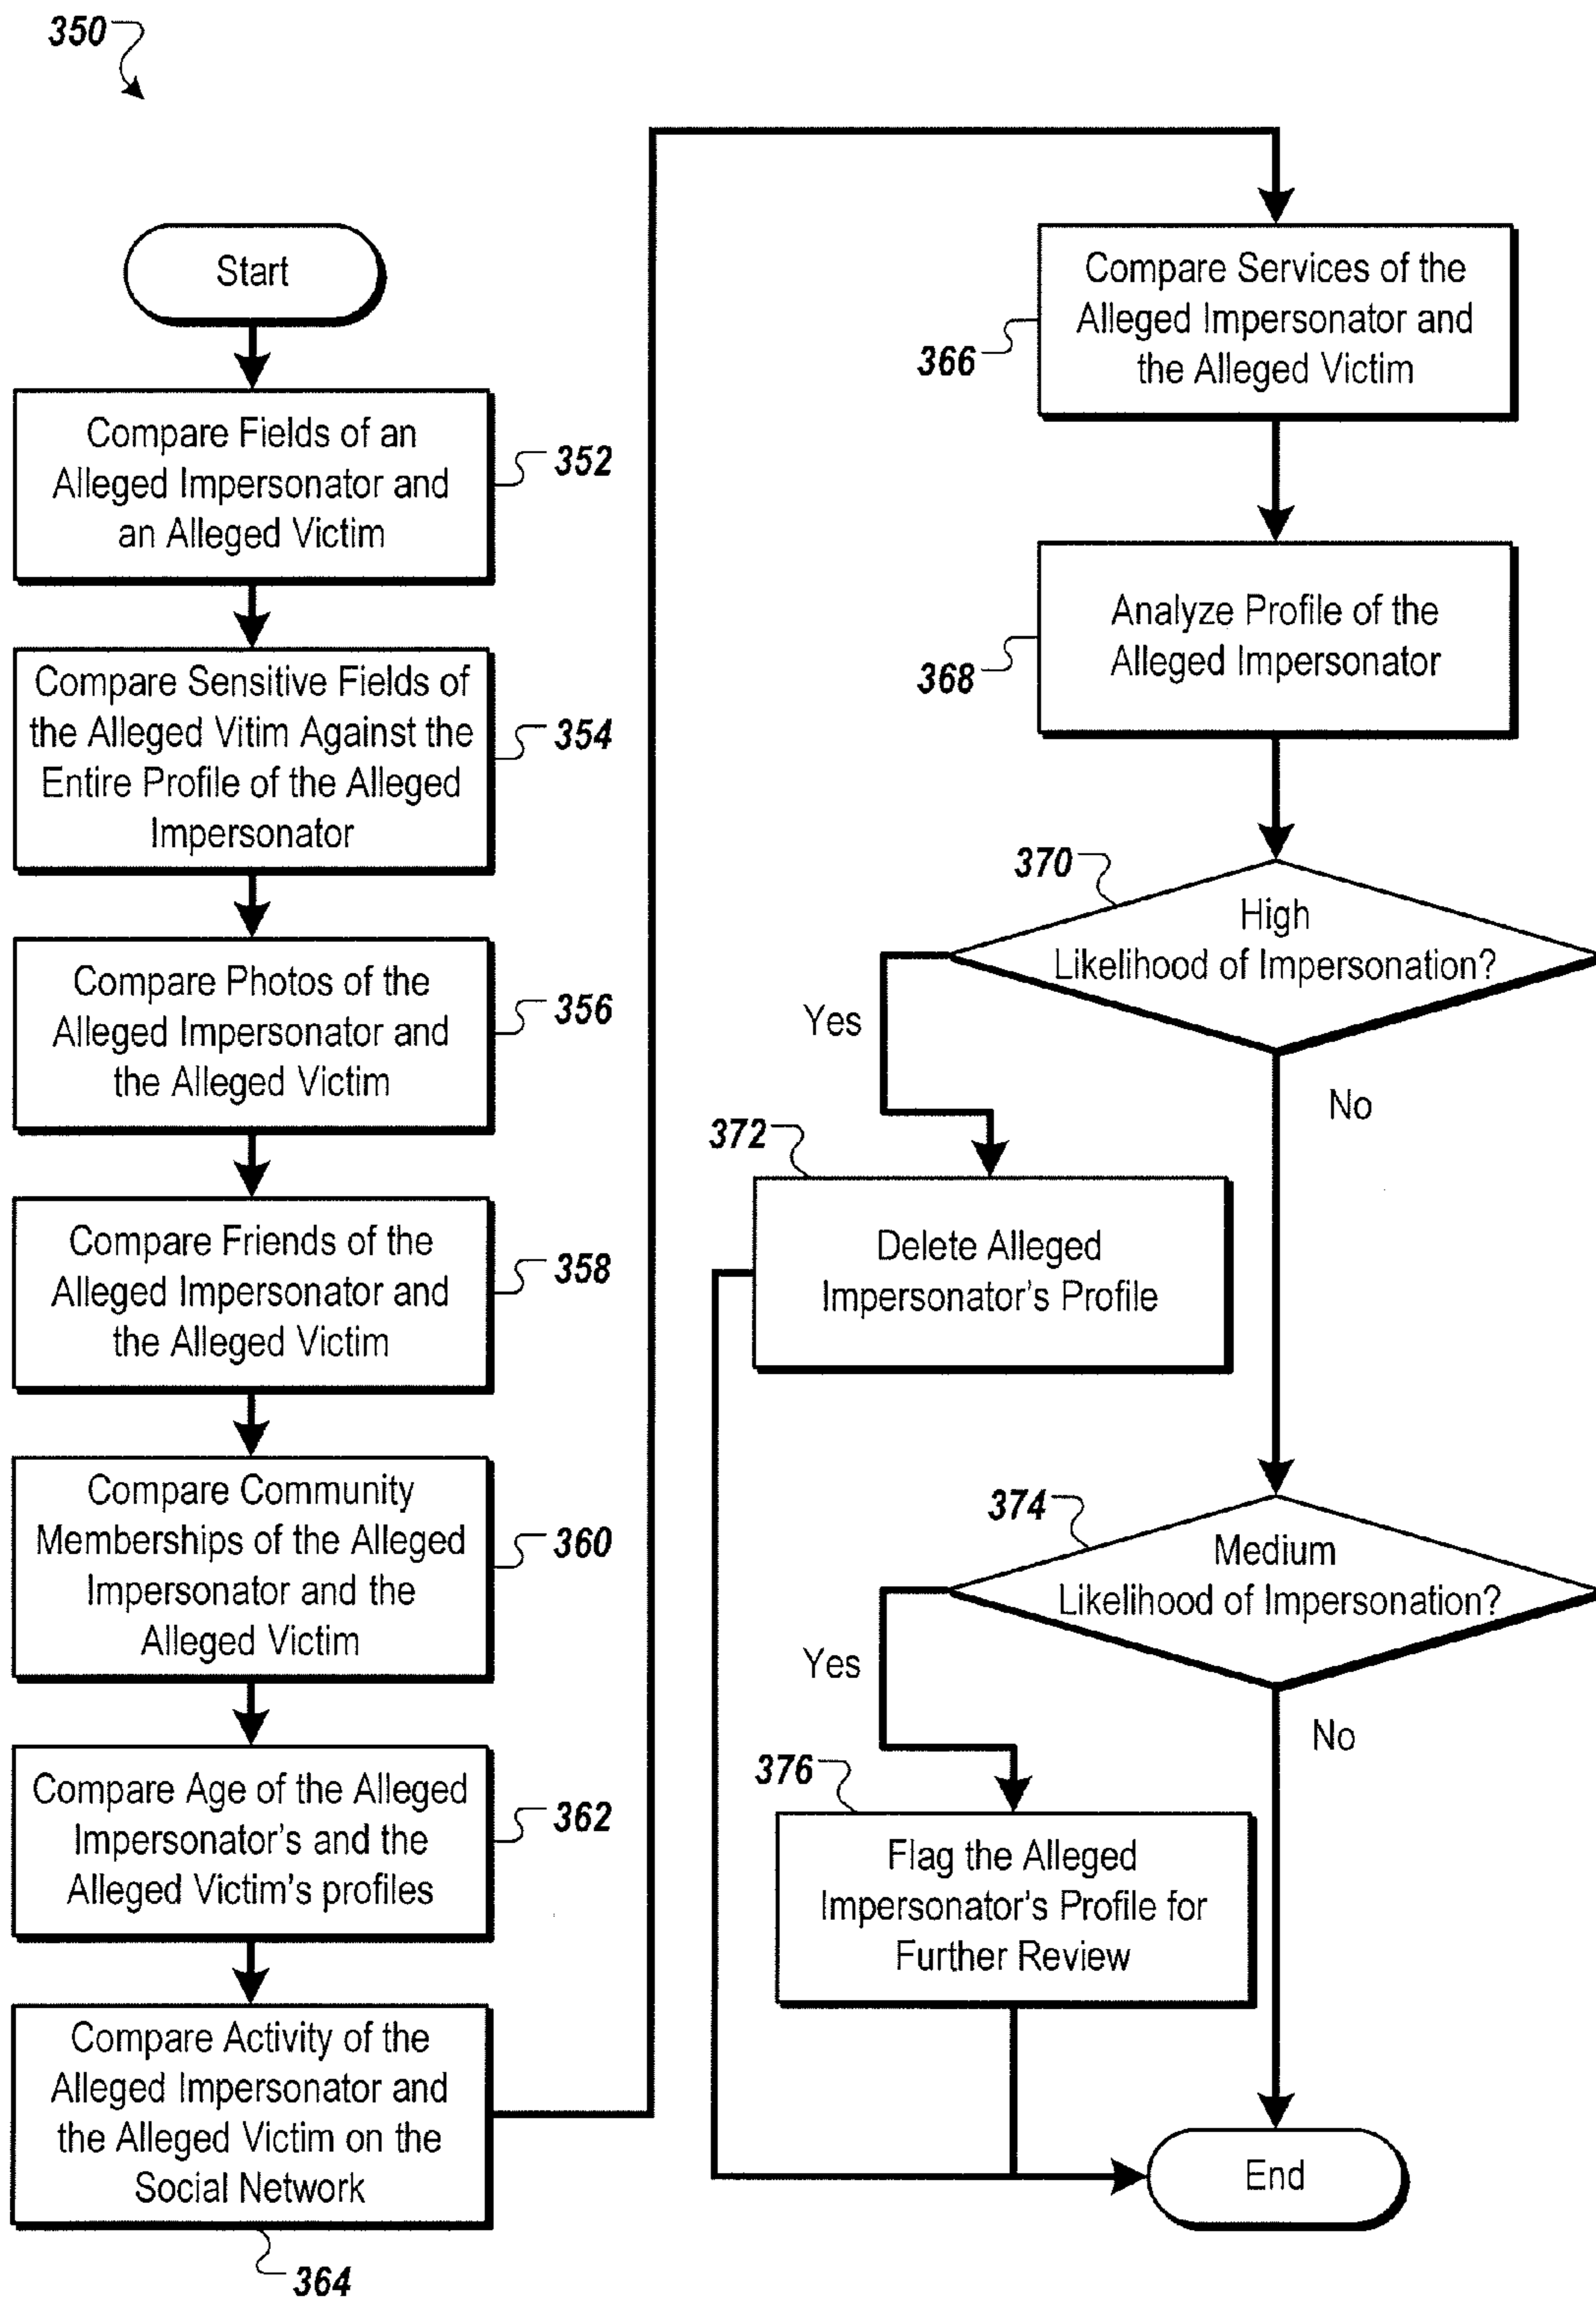 350
Start
Compare Fields of an
Alleged Impersonator and
an Alleged Victim
352
Compare Sensitive Fields of
the Alleged Vitim Against the
Entire Profile of the Alleged
Impersonator
354
Compare Photos of the
Alleged Impersonator and
the Alleged Victim
356
Compare Friends of the
Alleged Impersonator and
the Alleged Victim
358
Compare Community
Memberships of the Alleged
Impersonator and the
Alleged Victim
360
Compare Age of the Alleged
Impersonator's and the
Alleged Victim's profiles
362
Compare Activity of the
Alleged Impersonator and
the Alleged Victim on the
Social Network
364
Compare Services of the
Alleged Impersonator and
the Alleged Victim
366
Analyze Profile of the
Alleged Impersonator
368
370
High
Likelihood of Impersonation?
Yes
No
372
Delete Alleged
Impersonator's Profile
374
Medium
Likelihood of Impersonation?
Yes
No
376
Flag the Alleged
Impersonator's Profile for
Further Review
End